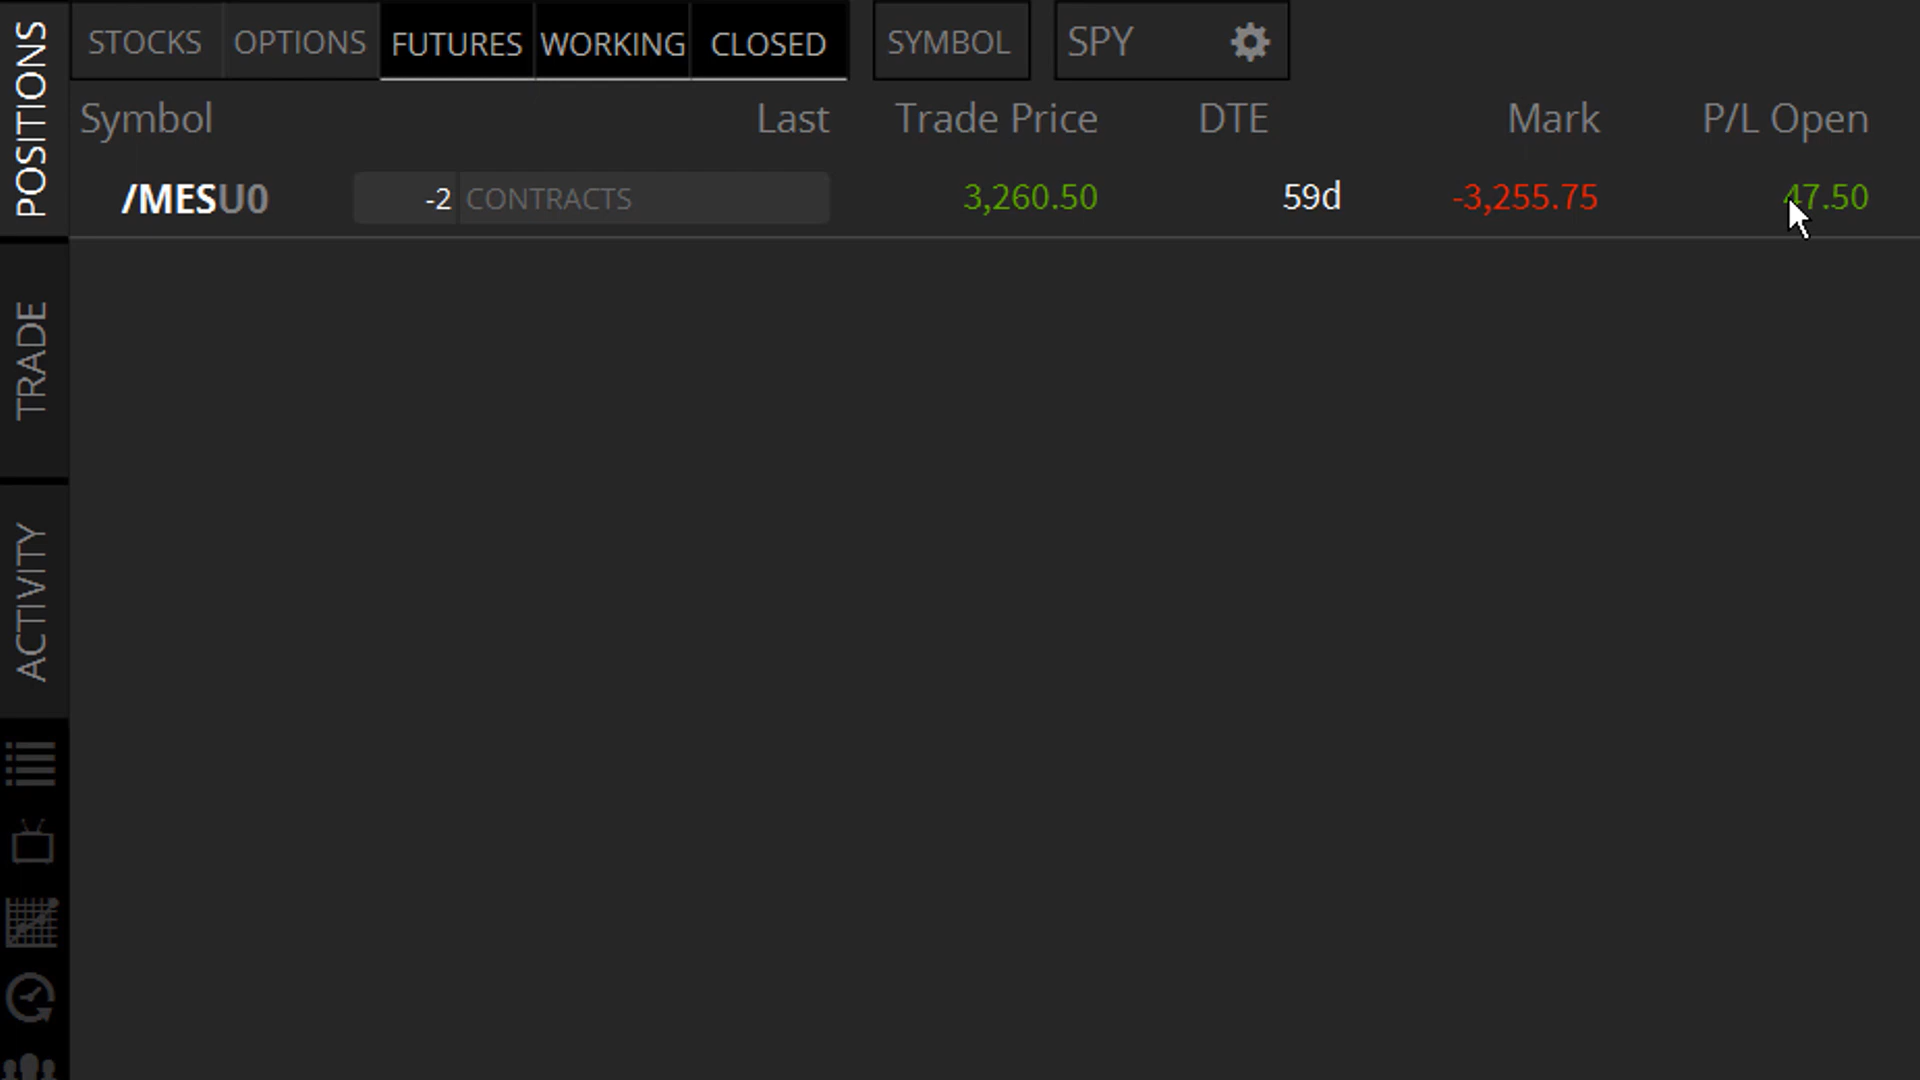 POSITIONS
TRADE
ACTIVITY
STOCKS OPTIONS FUTURES WORKING CLOSED SYMBOL SPY
Symbol Last Trade Price DTE Mark P/L Open
/MESU0 -2 CONTRACTS 3,260.50 59d -3,255.75 47.50